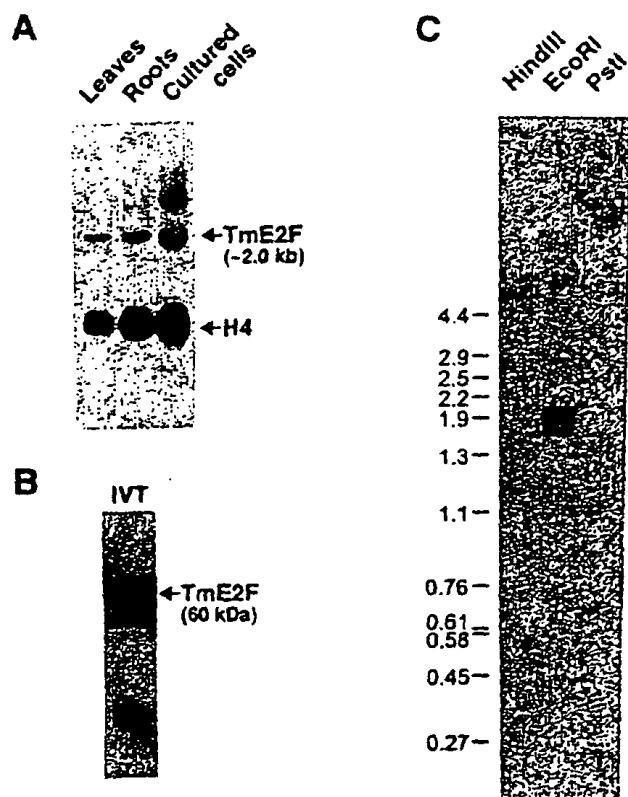 A
Leaves
Roots
Cultured
cells
TmE2F
(~2.0 kb)
H4
B
IVT
TmE2F
(60 kDa)
C
HindIII
EcoRI
PstI
4.4
2.9
2.5
2.2
1.9
1.3
1.1
0.76
0.61
0.58
0.45
0.27